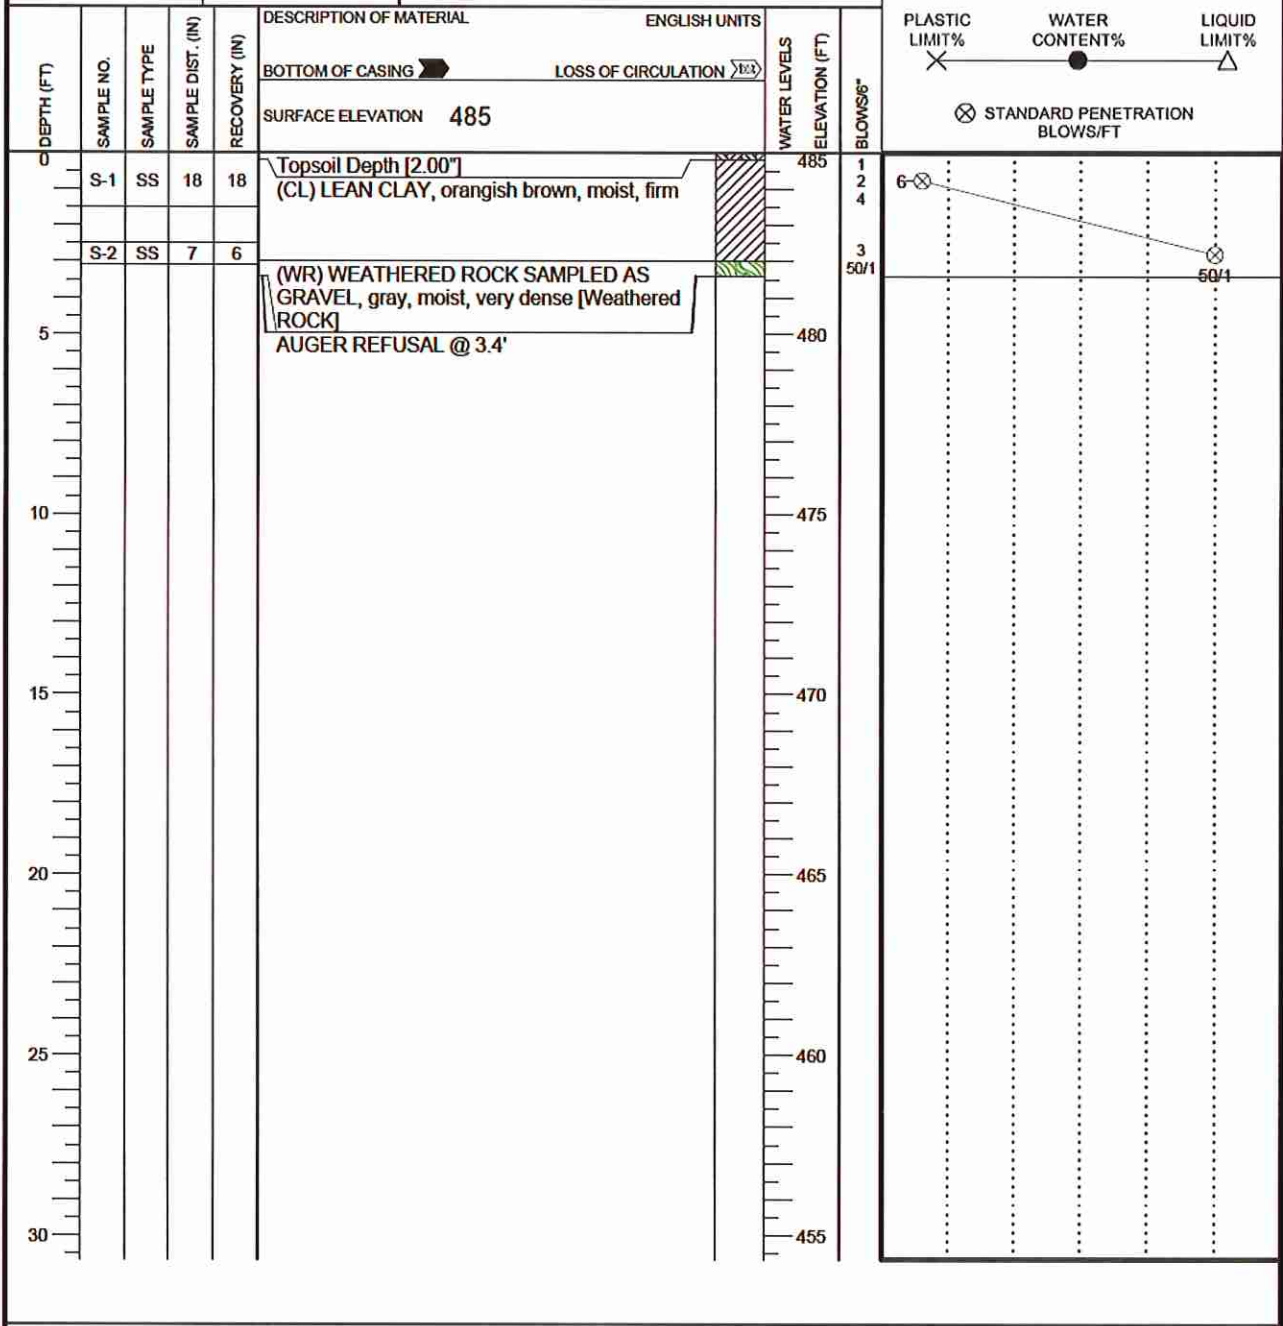 DEPTH (FT)
SAMPLE NO.
SAMPLE TYPE
SAMPLE DIST. (IN)
RECOVERY (IN)
DESCRIPTION OF MATERIAL ENGLISH UNITS
BOTTOM OF CASING LOSS OF CIRCULATION
SURFACE ELEVATION 485
WATER LEVELS
ELEVATION (FT)
BLOWS/6"
PLASTIC LIMIT%
WATER CONTENT%
LIQUID LIMIT%
STANDARD PENETRATION
BLOWS/FT
0
S-1 SS 18 18
Topsoil Depth [2.00"]
(CL) LEAN CLAY, orangish brown, moist, firm
485
1
2
4
6
S-2 SS 7 6
3
50/1
50/1
(WR) WEATHERED ROCK SAMPLED AS
GRAVEL, gray, moist, very dense [Weathered
ROCK]
5
480
AUGER REFUSAL @ 3.4'
10
475
15
470
20
465
25
460
30
455